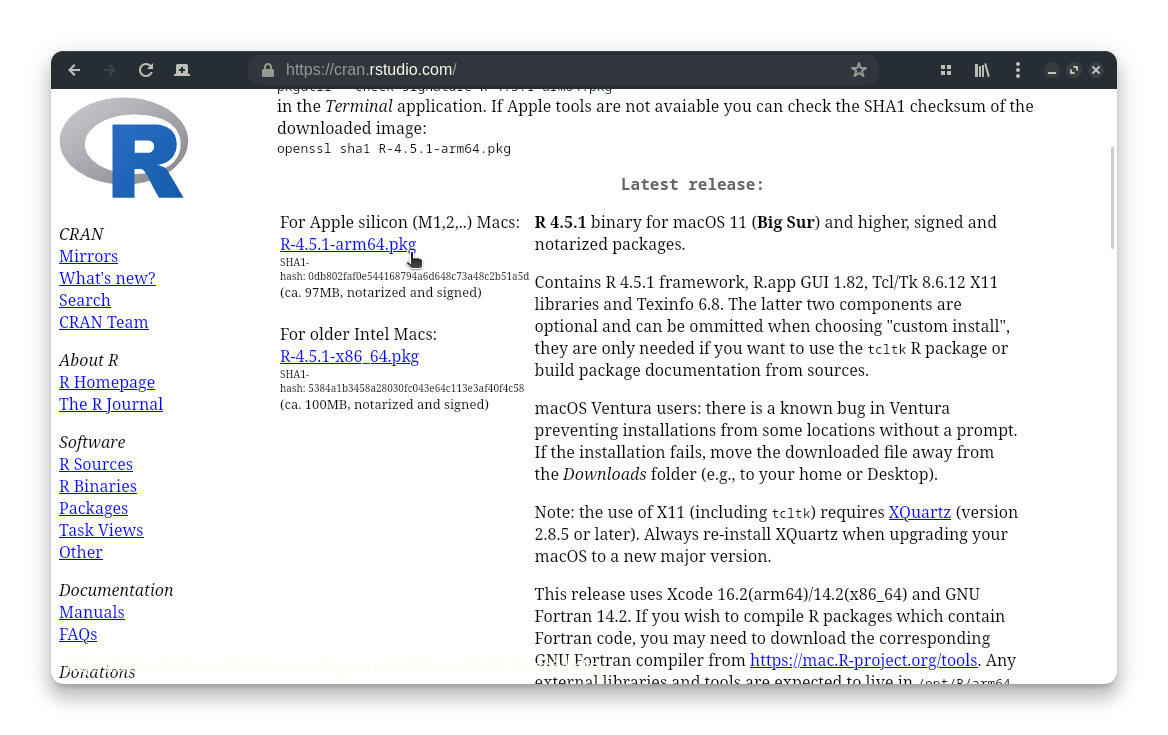 https://cran.rstudio.com/
R
CRAN
Mirrors
What's new?
Search
CRAN Team
About R
R Homepage
The R Journal
Software
R Sources
R Binaries
Packages
Task Views
Other
Documentation
Manuals
FAQs
Donations
in the Terminal application. If Apple tools are not avaiable you can check the SHA1 checksum of the
downloaded image:
openssl sha1 R-4.5.1-arm64.pkg
Latest release:
For Apple silicon (M1,2,..) Macs:
R-4.5.1-arm64.pkg
SHA1-
hash: 0db802faf0e544168794a6d648c73a48c2b51a5d
(ca. 97MB, notarized and signed)
For older Intel Macs:
R-4.5.1-x86_64.pkg
SHA1-
hash: 5384a1b3458a28030fc043e64c113e3af40f4c58
(ca. 100MB, notarized and signed)
R 4.5.1 binary for macOS 11 (Big Sur) and higher, signed and
notarized packages.
Contains R 4.5.1 framework, R.app GUI 1.82, Tcl/Tk 8.6.12 X11
libraries and Texinfo 6.8. The latter two components are
optional and can be ommitted when choosing "custom install",
they are only needed if you want to use the tcltk R package or
build package documentation from sources.
macOS Ventura users: there is a known bug in Ventura
preventing installations from some locations without a prompt.
If the installation fails, move the downloaded file away from
the Downloads folder (e.g., to your home or Desktop).
Note: the use of X11 (including tcltk) requires XQuartz (version
2.8.5 or later). Always re-install XQuartz when upgrading your
macOS to a new major version.
This release uses Xcode 16.2(arm64)/14.2(x86_64) and GNU
Fortran 14.2. If you wish to compile R packages which contain
Fortran code, you may need to download the corresponding
GNU Fortran compiler from https://mac.R-project.org/tools. Any
external libraries and tools are expected to live in /opt/R/arm64